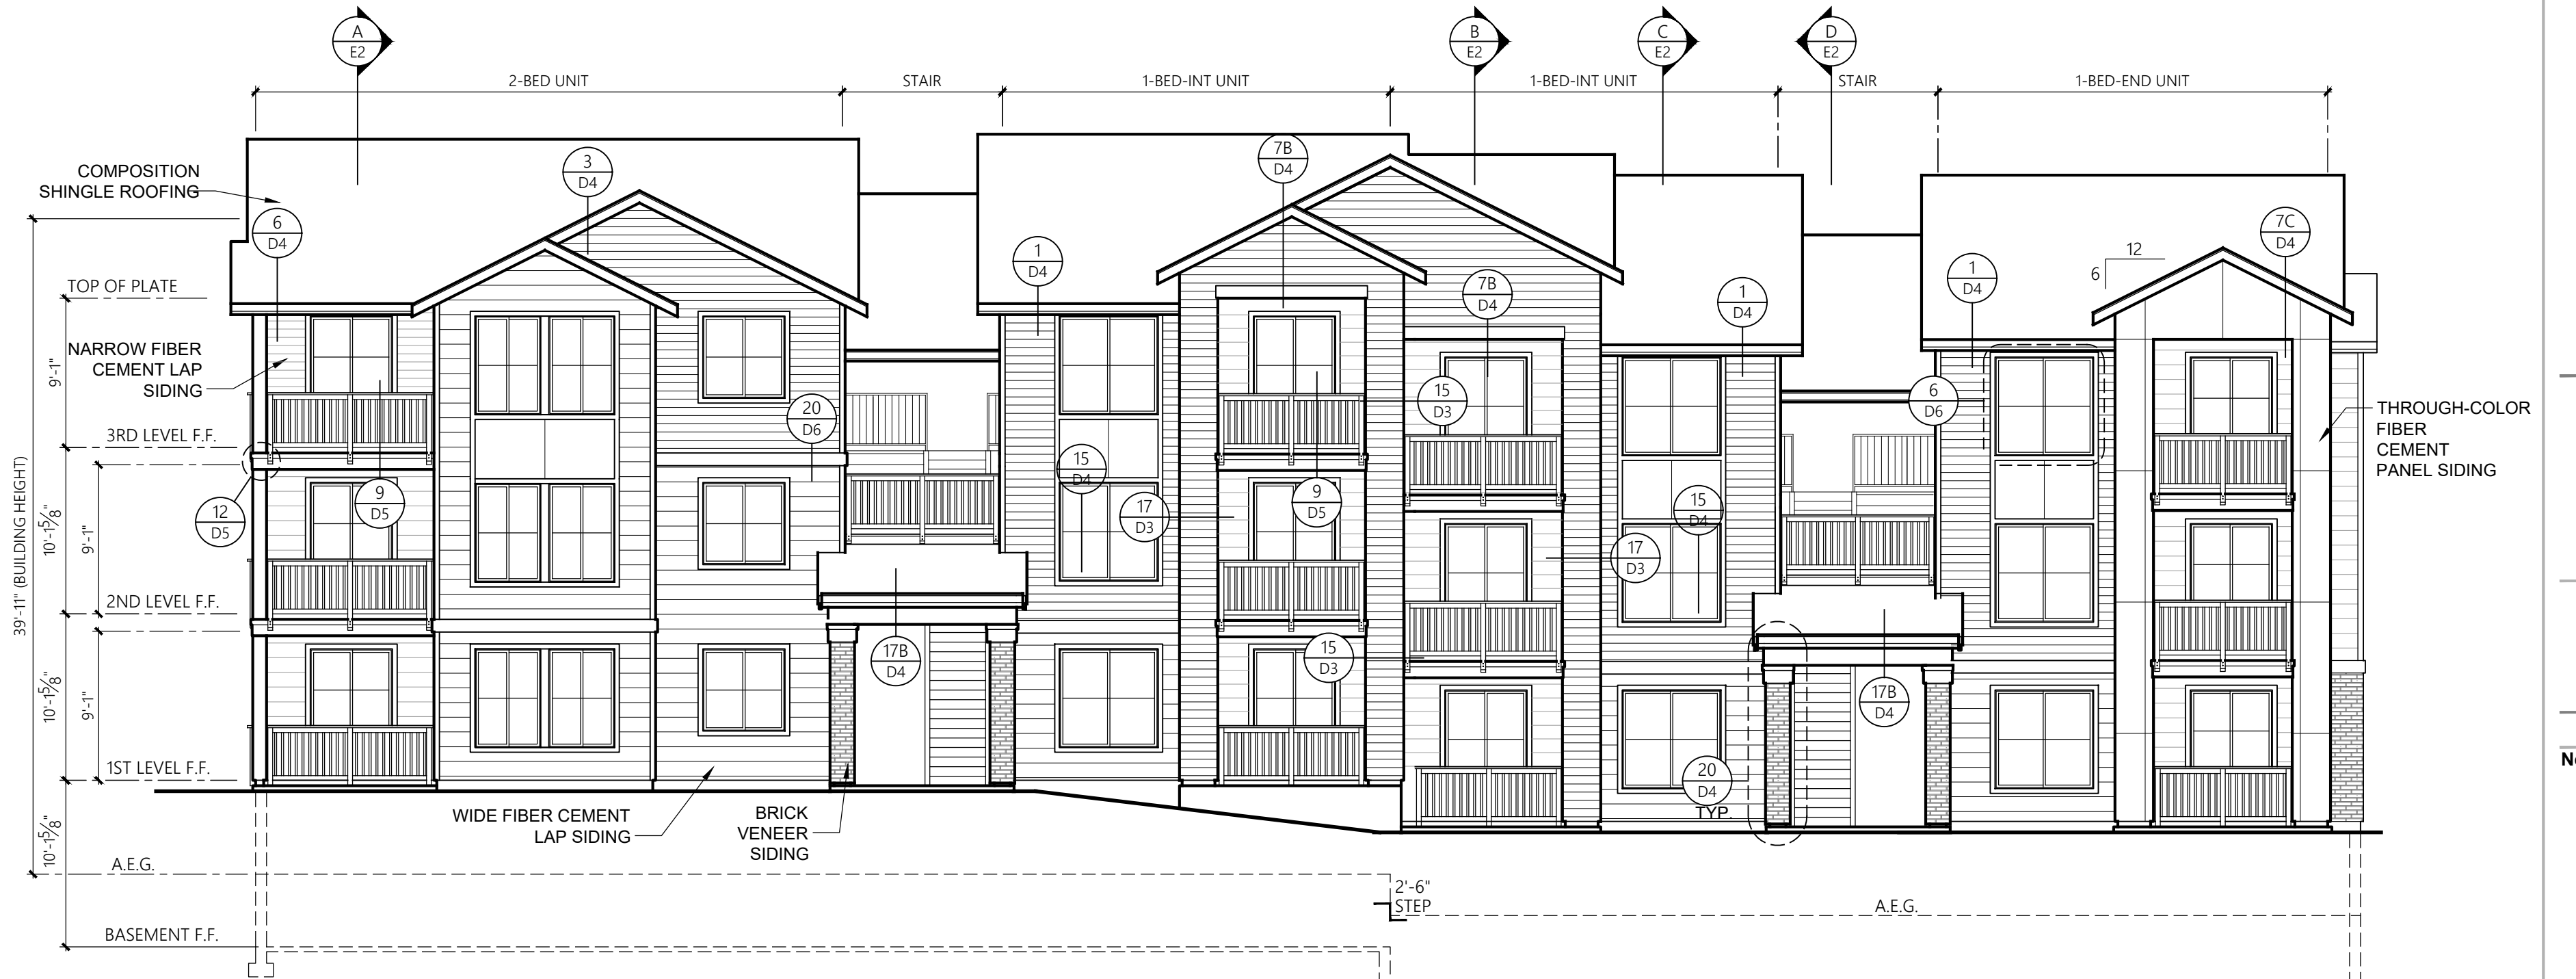 A
E2
B
E2
C
E2
D
E2
2-BED UNIT
STAIR
1-BED-INT UNIT
1-BED-INT UNIT
STAIR
1-BED-END UNIT
COMPOSITION
SHINGLE ROOFING
3
D4
7B
D4
6
D4
1
D4
7B
D4
1
D4
1
D4
12
6
7C
D4
TOP OF PLATE
NARROW FIBER
CEMENT LAP
SIDING
9'-1"
20
D6
15
D3
6
D6
THROUGH-COLOR
FIBER
CEMENT
PANEL SIDING
3RD LEVEL F.F.
39'-11" (BUILDING HEIGHT)
10'-1 5/8"
9'-1"
12
D5
9
D5
15
D4
17
D3
9
D5
15
D4
17
D3
2ND LEVEL F.F.
10'-1 5/8"
9'-1"
17B
D4
15
D3
17B
D4
1ST LEVEL F.F.
20
D4
TYP.
WIDE FIBER CEMENT
LAP SIDING
BRICK
VENEER
SIDING
10'-1 5/8"
A.E.G.
2'-6"
STEP
A.E.G.
BASEMENT F.F.